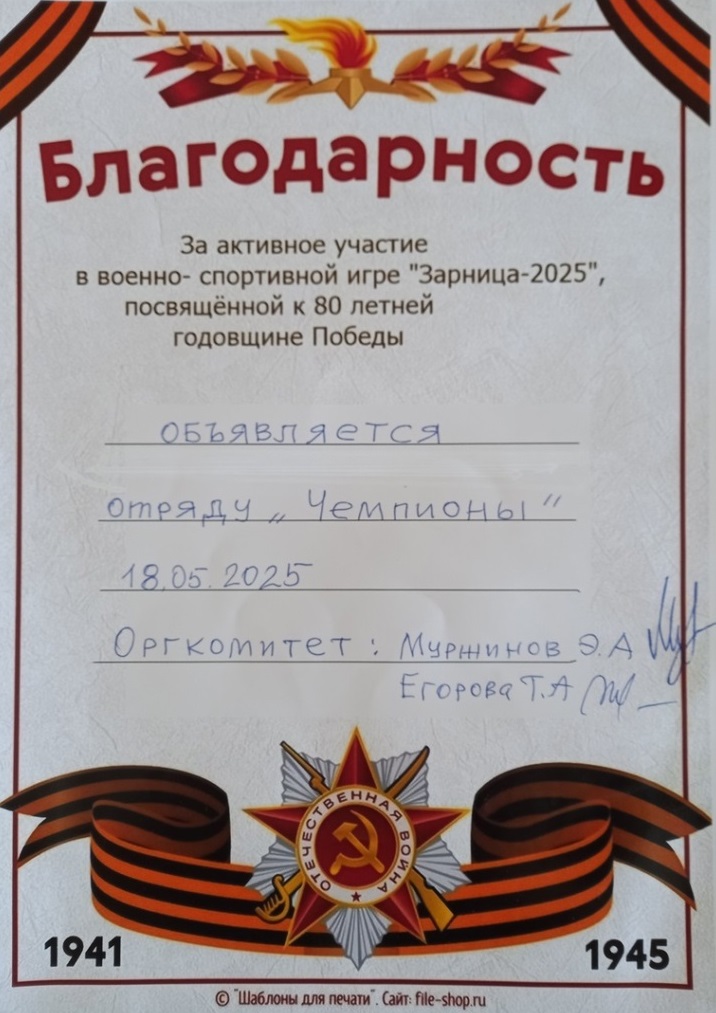 Благодарность
За активное участие
в военно- спортивной игре "Зарница-2025",
посвящённой к 80 летней
годовщине Победы
объявляется
отряду „Чемпионы"
18.05.2025
Оргкомитет: Муржинов Э.А
Егорова Т.А
ОТЕЧЕСТВЕННАЯ ВОЙНА
1941
1945
© "Шаблоны для печати". Сайт: file-shop.ru